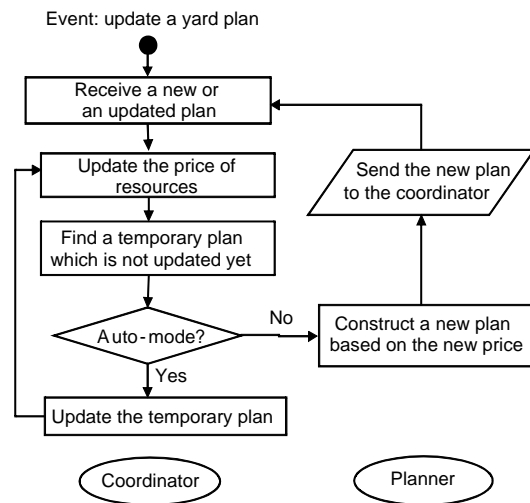 Event: update a yard plan
Receive a new or
an updated plan
Update the price of
resources
Send the new plan
to the coordinator
Find a temporary plan
which is not updated yet
Auto-mode?
No
Construct a new plan
based on the new price
Yes
Update the temporary plan
Coordinator
Planner